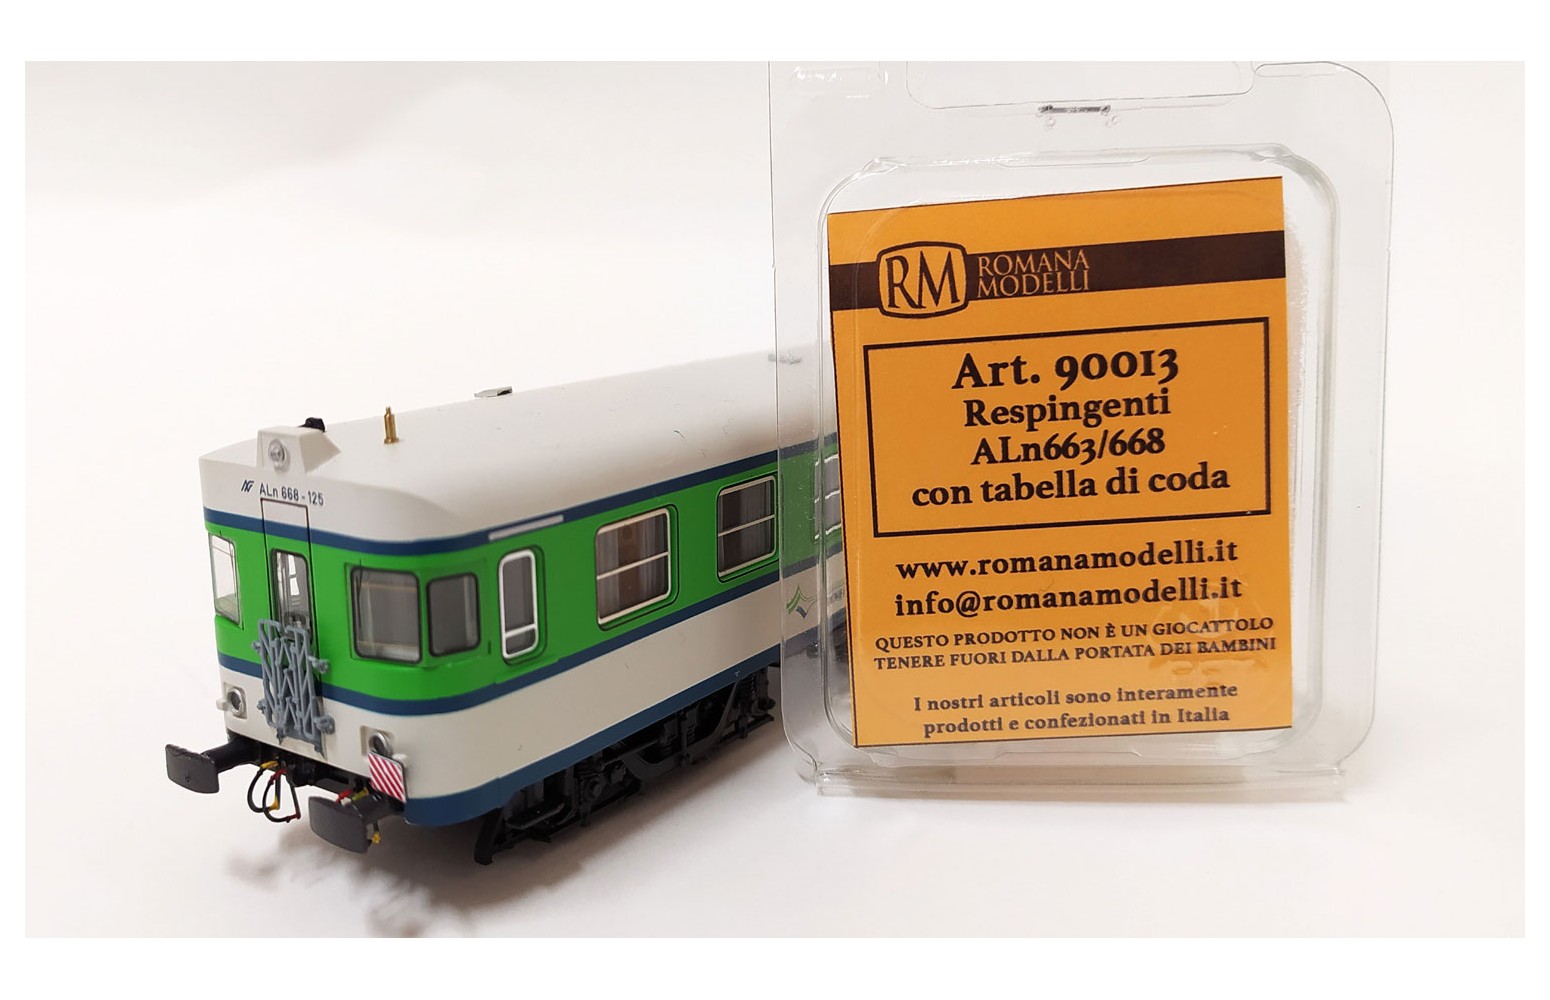 ALn 668 - 125
RM
ROMANA
MODELLI
Art. 90013
Respingenti
ALn663/668
con tabella di coda
www.romanamodelli.it
info@romanamodelli.it
QUESTO PRODOTTO NON È UN GIOCATTOLO
TENERE FUORI DALLA PORTATA DEI BAMBINI
I nostri articoli sono interamente
prodotti e confezionati in Italia